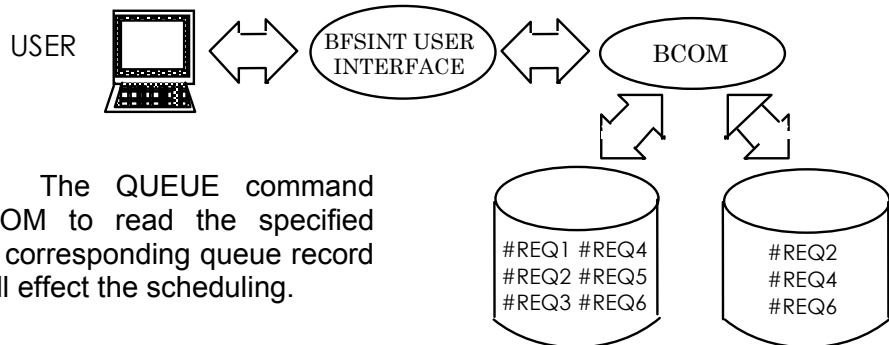 USER
BFSINT USER
INTERFACE
BCOM
The QUEUE command
OM to read the specified
corresponding queue record
ll effect the scheduling.
#REQ1 #REQ4
#REQ2 #REQ5
#REQ3 #REQ6
#REQ2
#REQ4
#REQ6